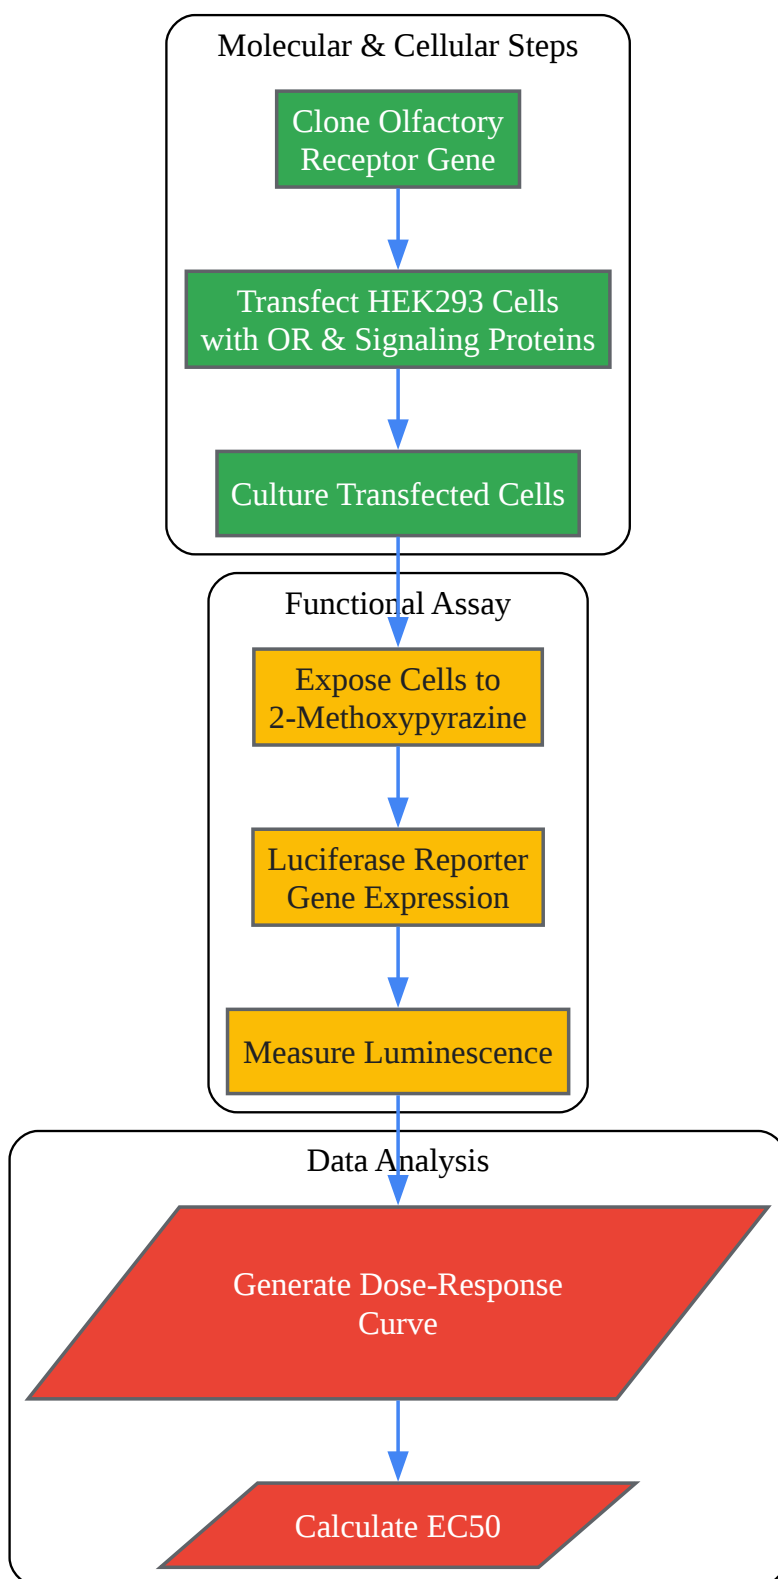 Molecular & Cellular Steps
Clone Olfactory
Receptor Gene
Transfect HEK293 Cells
with OR & Signaling Proteins
Culture Transfected Cells
Functional Assay
Expose Cells to
2-Methoxypyrazine
Luciferase Reporter
Gene Expression
Measure Luminescence
Data Analysis
Generate Dose-Response
Curve
Calculate EC50